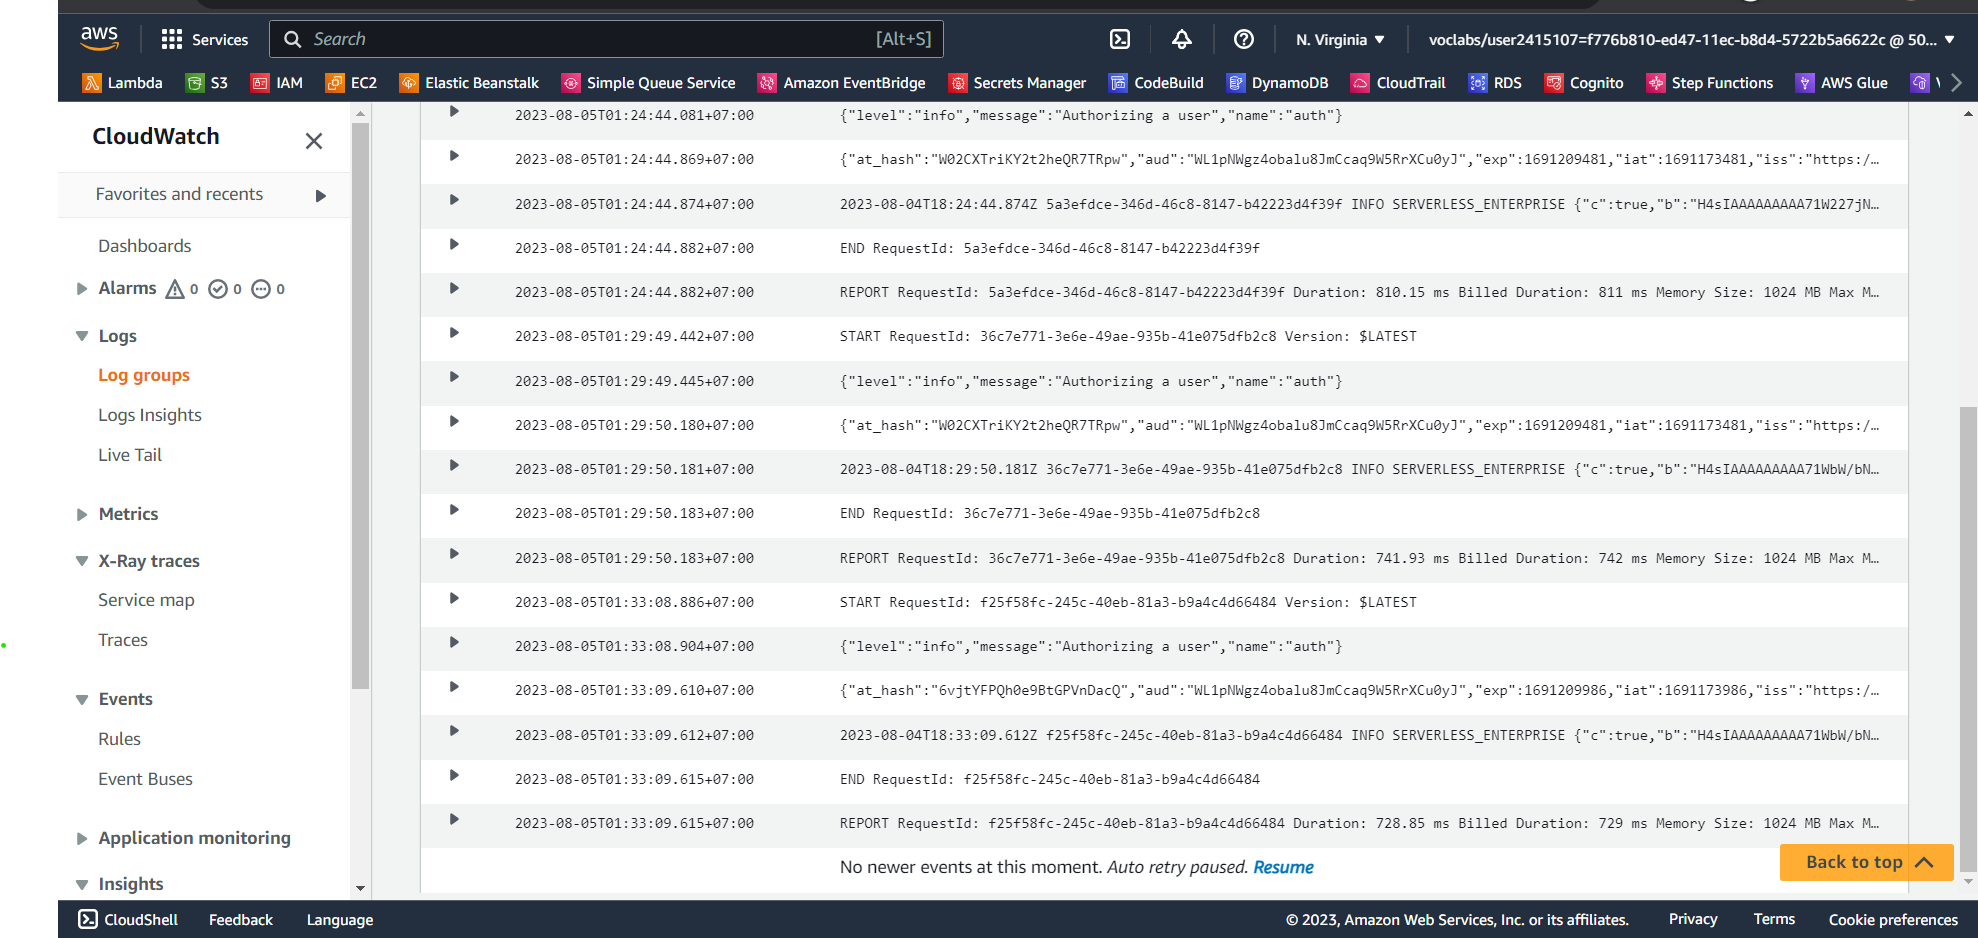 aws
Services
Search
[Alt+S]
N. Virginia
voclabs/user2415107=f776b810-ed47-11ec-b8d4-5722b5a6622c @ 50...
Lambda S3 IAM EC2 Elastic Beanstalk Simple Queue Service Amazon EventBridge Secrets Manager CodeBuild DynamoDB CloudTrail RDS Cognito Step Functions AWS Glue
CloudWatch
Favorites and recents
Dashboards
Alarms 0 0 0
Logs
Log groups
Logs Insights
Live Tail
Metrics
X-Ray traces
Service map
Traces
Events
Rules
Event Buses
Application monitoring
Insights
2023-08-05T01:24:44.081+07:00 {"level":"info","message":"Authorizing a user","name":"auth"}
2023-08-05T01:24:44.869+07:00 {"at_hash":"W02CXTriKY2t2heQR7TRpw","aud":"WL1pNWgz4obalu8JmCcaq9W5RrXCu0yJ","exp":1691209481,"iat":1691173481,"iss":"https:/…
2023-08-05T01:24:44.874+07:00 2023-08-04T18:24:44.874Z 5a3efdce-346d-46c8-8147-b42223d4f39f INFO SERVERLESS_ENTERPRISE {"c":true,"b":"H4sIAAAAAAAAA71W227jN…
2023-08-05T01:24:44.882+07:00 END RequestId: 5a3efdce-346d-46c8-8147-b42223d4f39f
2023-08-05T01:24:44.882+07:00 REPORT RequestId: 5a3efdce-346d-46c8-8147-b42223d4f39f Duration: 810.15 ms Billed Duration: 811 ms Memory Size: 1024 MB Max M…
2023-08-05T01:29:49.442+07:00 START RequestId: 36c7e771-3e6e-49ae-935b-41e075dfb2c8 Version: $LATEST
2023-08-05T01:29:49.445+07:00 {"level":"info","message":"Authorizing a user","name":"auth"}
2023-08-05T01:29:50.180+07:00 {"at_hash":"W02CXTriKY2t2heQR7TRpw","aud":"WL1pNWgz4obalu8JmCcaq9W5RrXCu0yJ","exp":1691209481,"iat":1691173481,"iss":"https:/…
2023-08-05T01:29:50.181+07:00 2023-08-04T18:29:50.181Z 36c7e771-3e6e-49ae-935b-41e075dfb2c8 INFO SERVERLESS_ENTERPRISE {"c":true,"b":"H4sIAAAAAAAAA71WbW/bN…
2023-08-05T01:29:50.183+07:00 END RequestId: 36c7e771-3e6e-49ae-935b-41e075dfb2c8
2023-08-05T01:29:50.183+07:00 REPORT RequestId: 36c7e771-3e6e-49ae-935b-41e075dfb2c8 Duration: 741.93 ms Billed Duration: 742 ms Memory Size: 1024 MB Max M…
2023-08-05T01:33:08.886+07:00 START RequestId: f25f58fc-245c-40eb-81a3-b9a4c4d66484 Version: $LATEST
2023-08-05T01:33:08.904+07:00 {"level":"info","message":"Authorizing a user","name":"auth"}
2023-08-05T01:33:09.610+07:00 {"at_hash":"6vjtYFPQh0e9BtGPVnDacQ","aud":"WL1pNWgz4obalu8JmCcaq9W5RrXCu0yJ","exp":1691209986,"iat":1691173986,"iss":"https:/…
2023-08-05T01:33:09.612+07:00 2023-08-04T18:33:09.612Z f25f58fc-245c-40eb-81a3-b9a4c4d66484 INFO SERVERLESS_ENTERPRISE {"c":true,"b":"H4sIAAAAAAAAA71WbW/bN…
2023-08-05T01:33:09.615+07:00 END RequestId: f25f58fc-245c-40eb-81a3-b9a4c4d66484
2023-08-05T01:33:09.615+07:00 REPORT RequestId: f25f58fc-245c-40eb-81a3-b9a4c4d66484 Duration: 728.85 ms Billed Duration: 729 ms Memory Size: 1024 MB Max M…
No newer events at this moment. Auto retry paused. Resume
Back to top
CloudShell Feedback Language
© 2023, Amazon Web Services, Inc. or its affiliates. Privacy Terms Cookie preferences